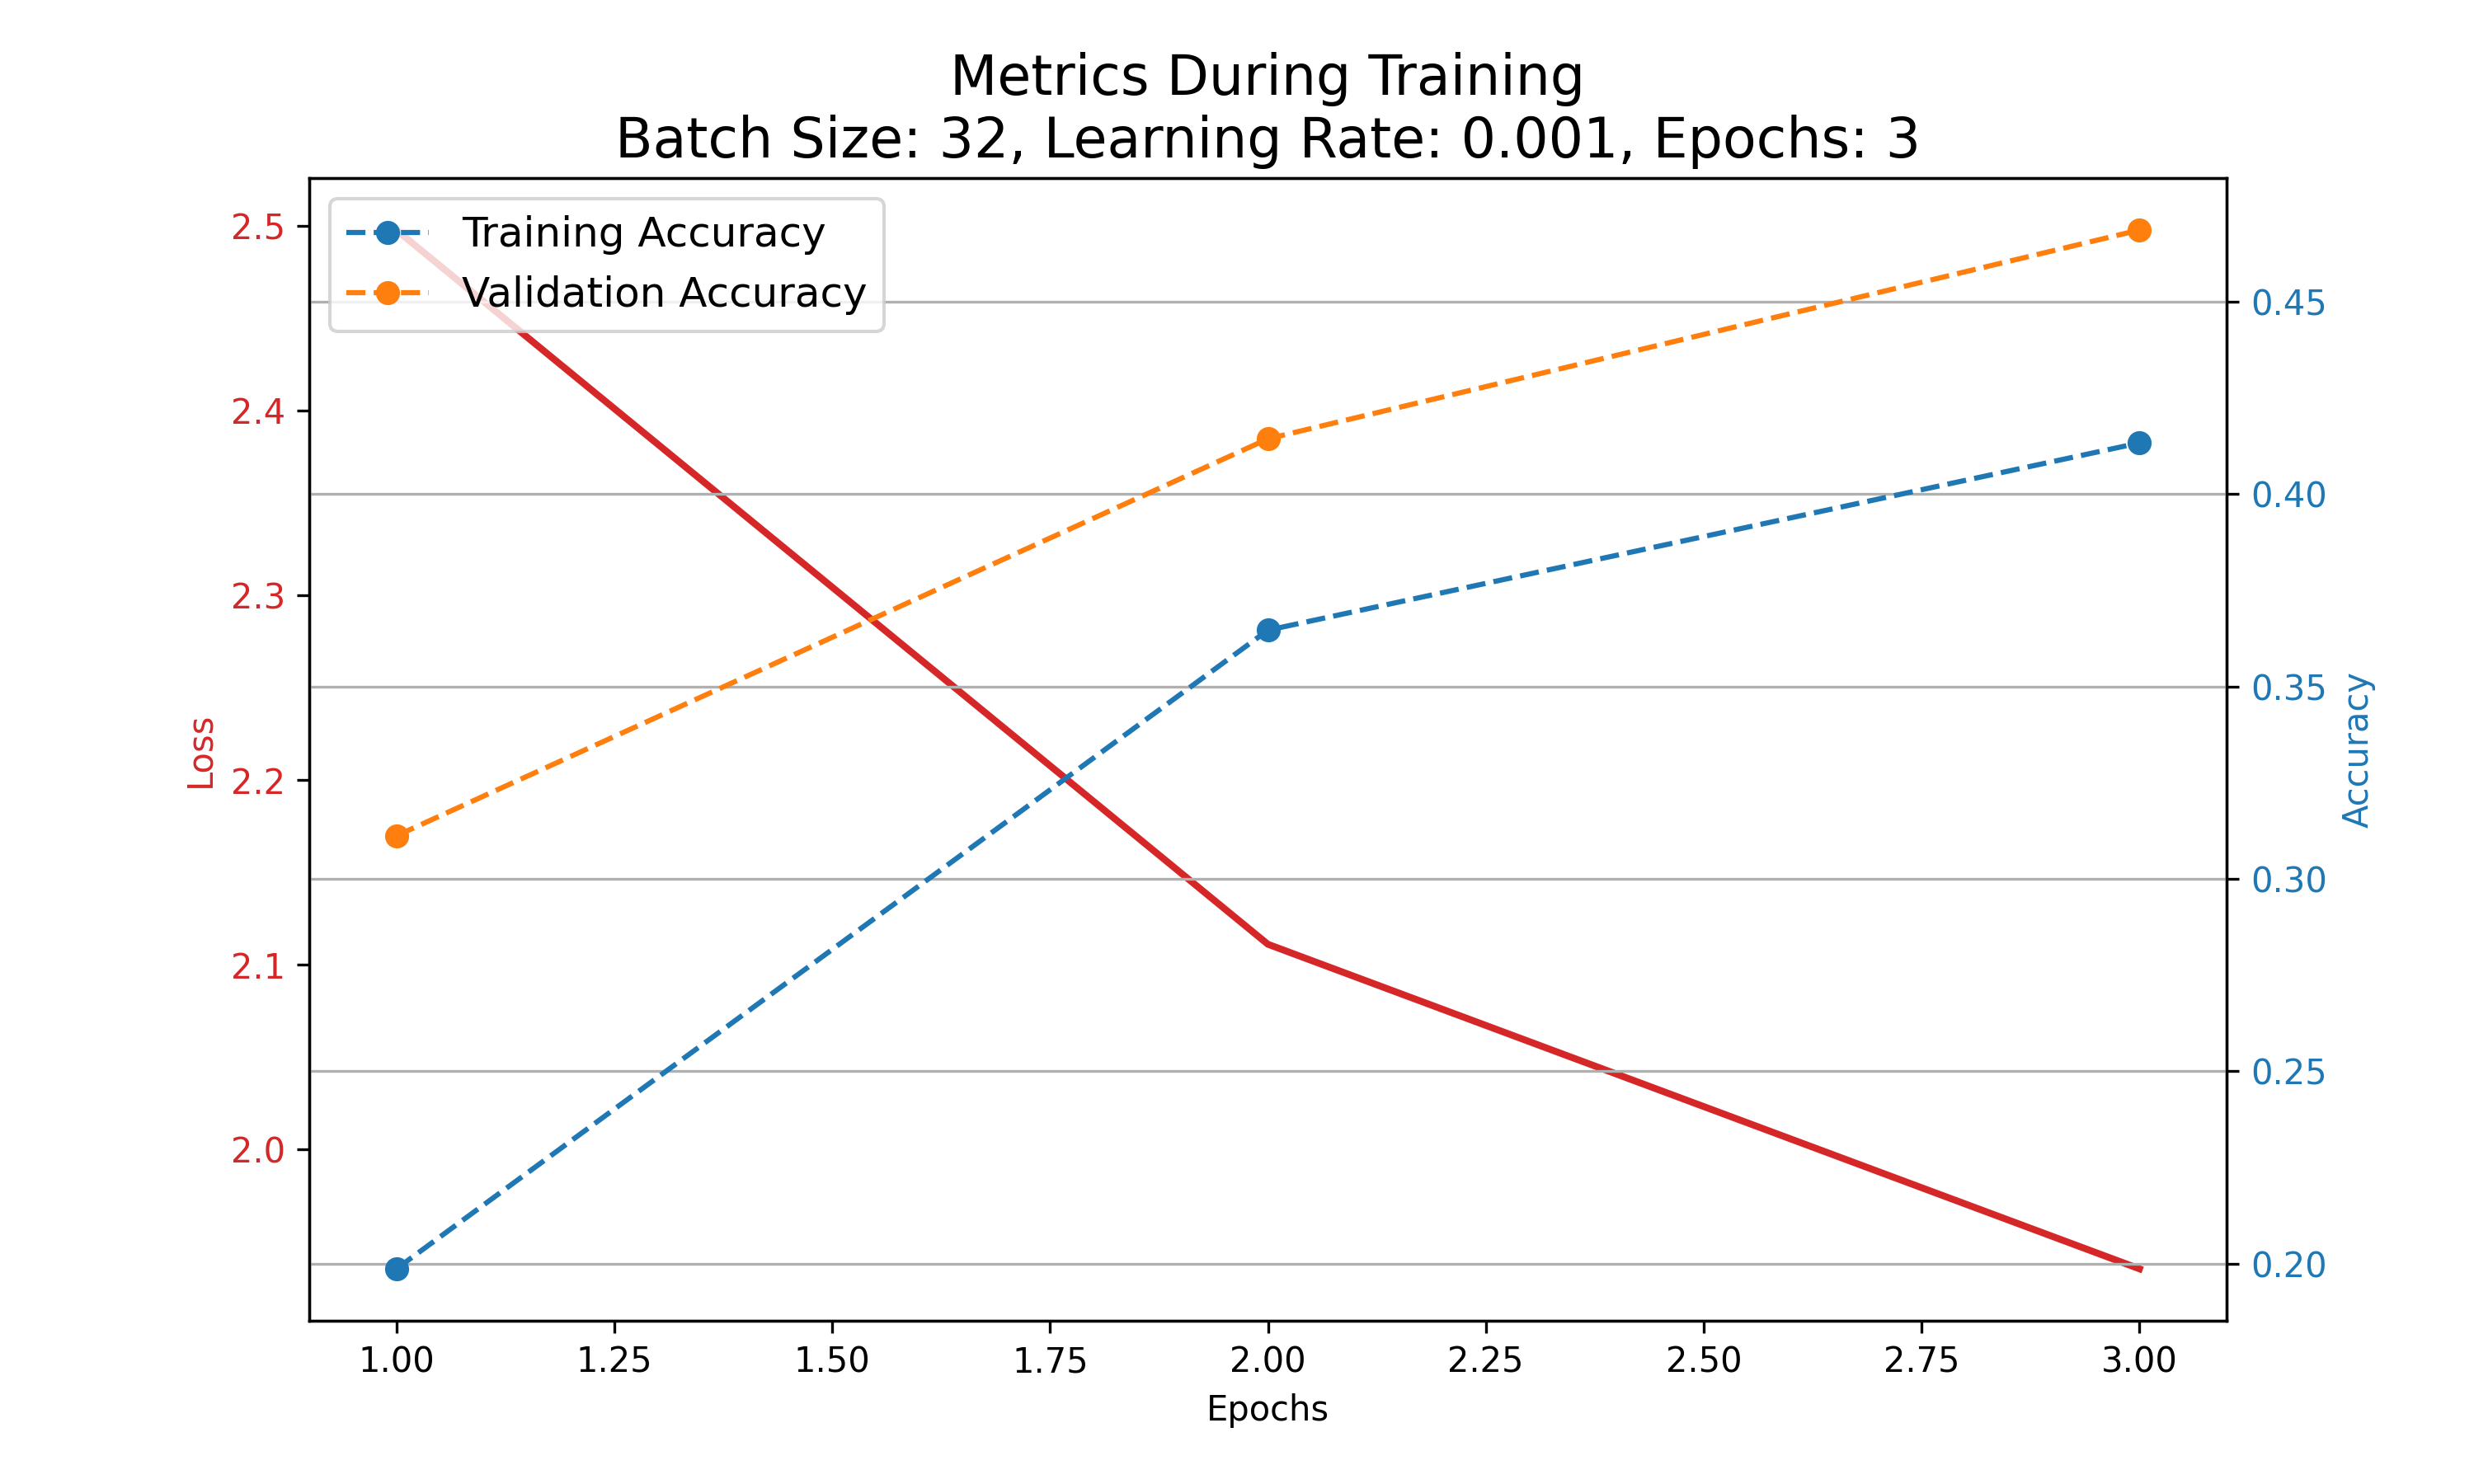 Metrics During Training
Batch Size: 32, Learning Rate: 0.001, Epochs: 3
Training Accuracy
Validation Accuracy
2.5
2.4
2.3
2.2
2.1
2.0
Loss
0.45
0.40
0.35
0.30
0.25
0.20
Accuracy
1.00 1.25 1.50 1.75 2.00 2.25 2.50 2.75 3.00
Epochs